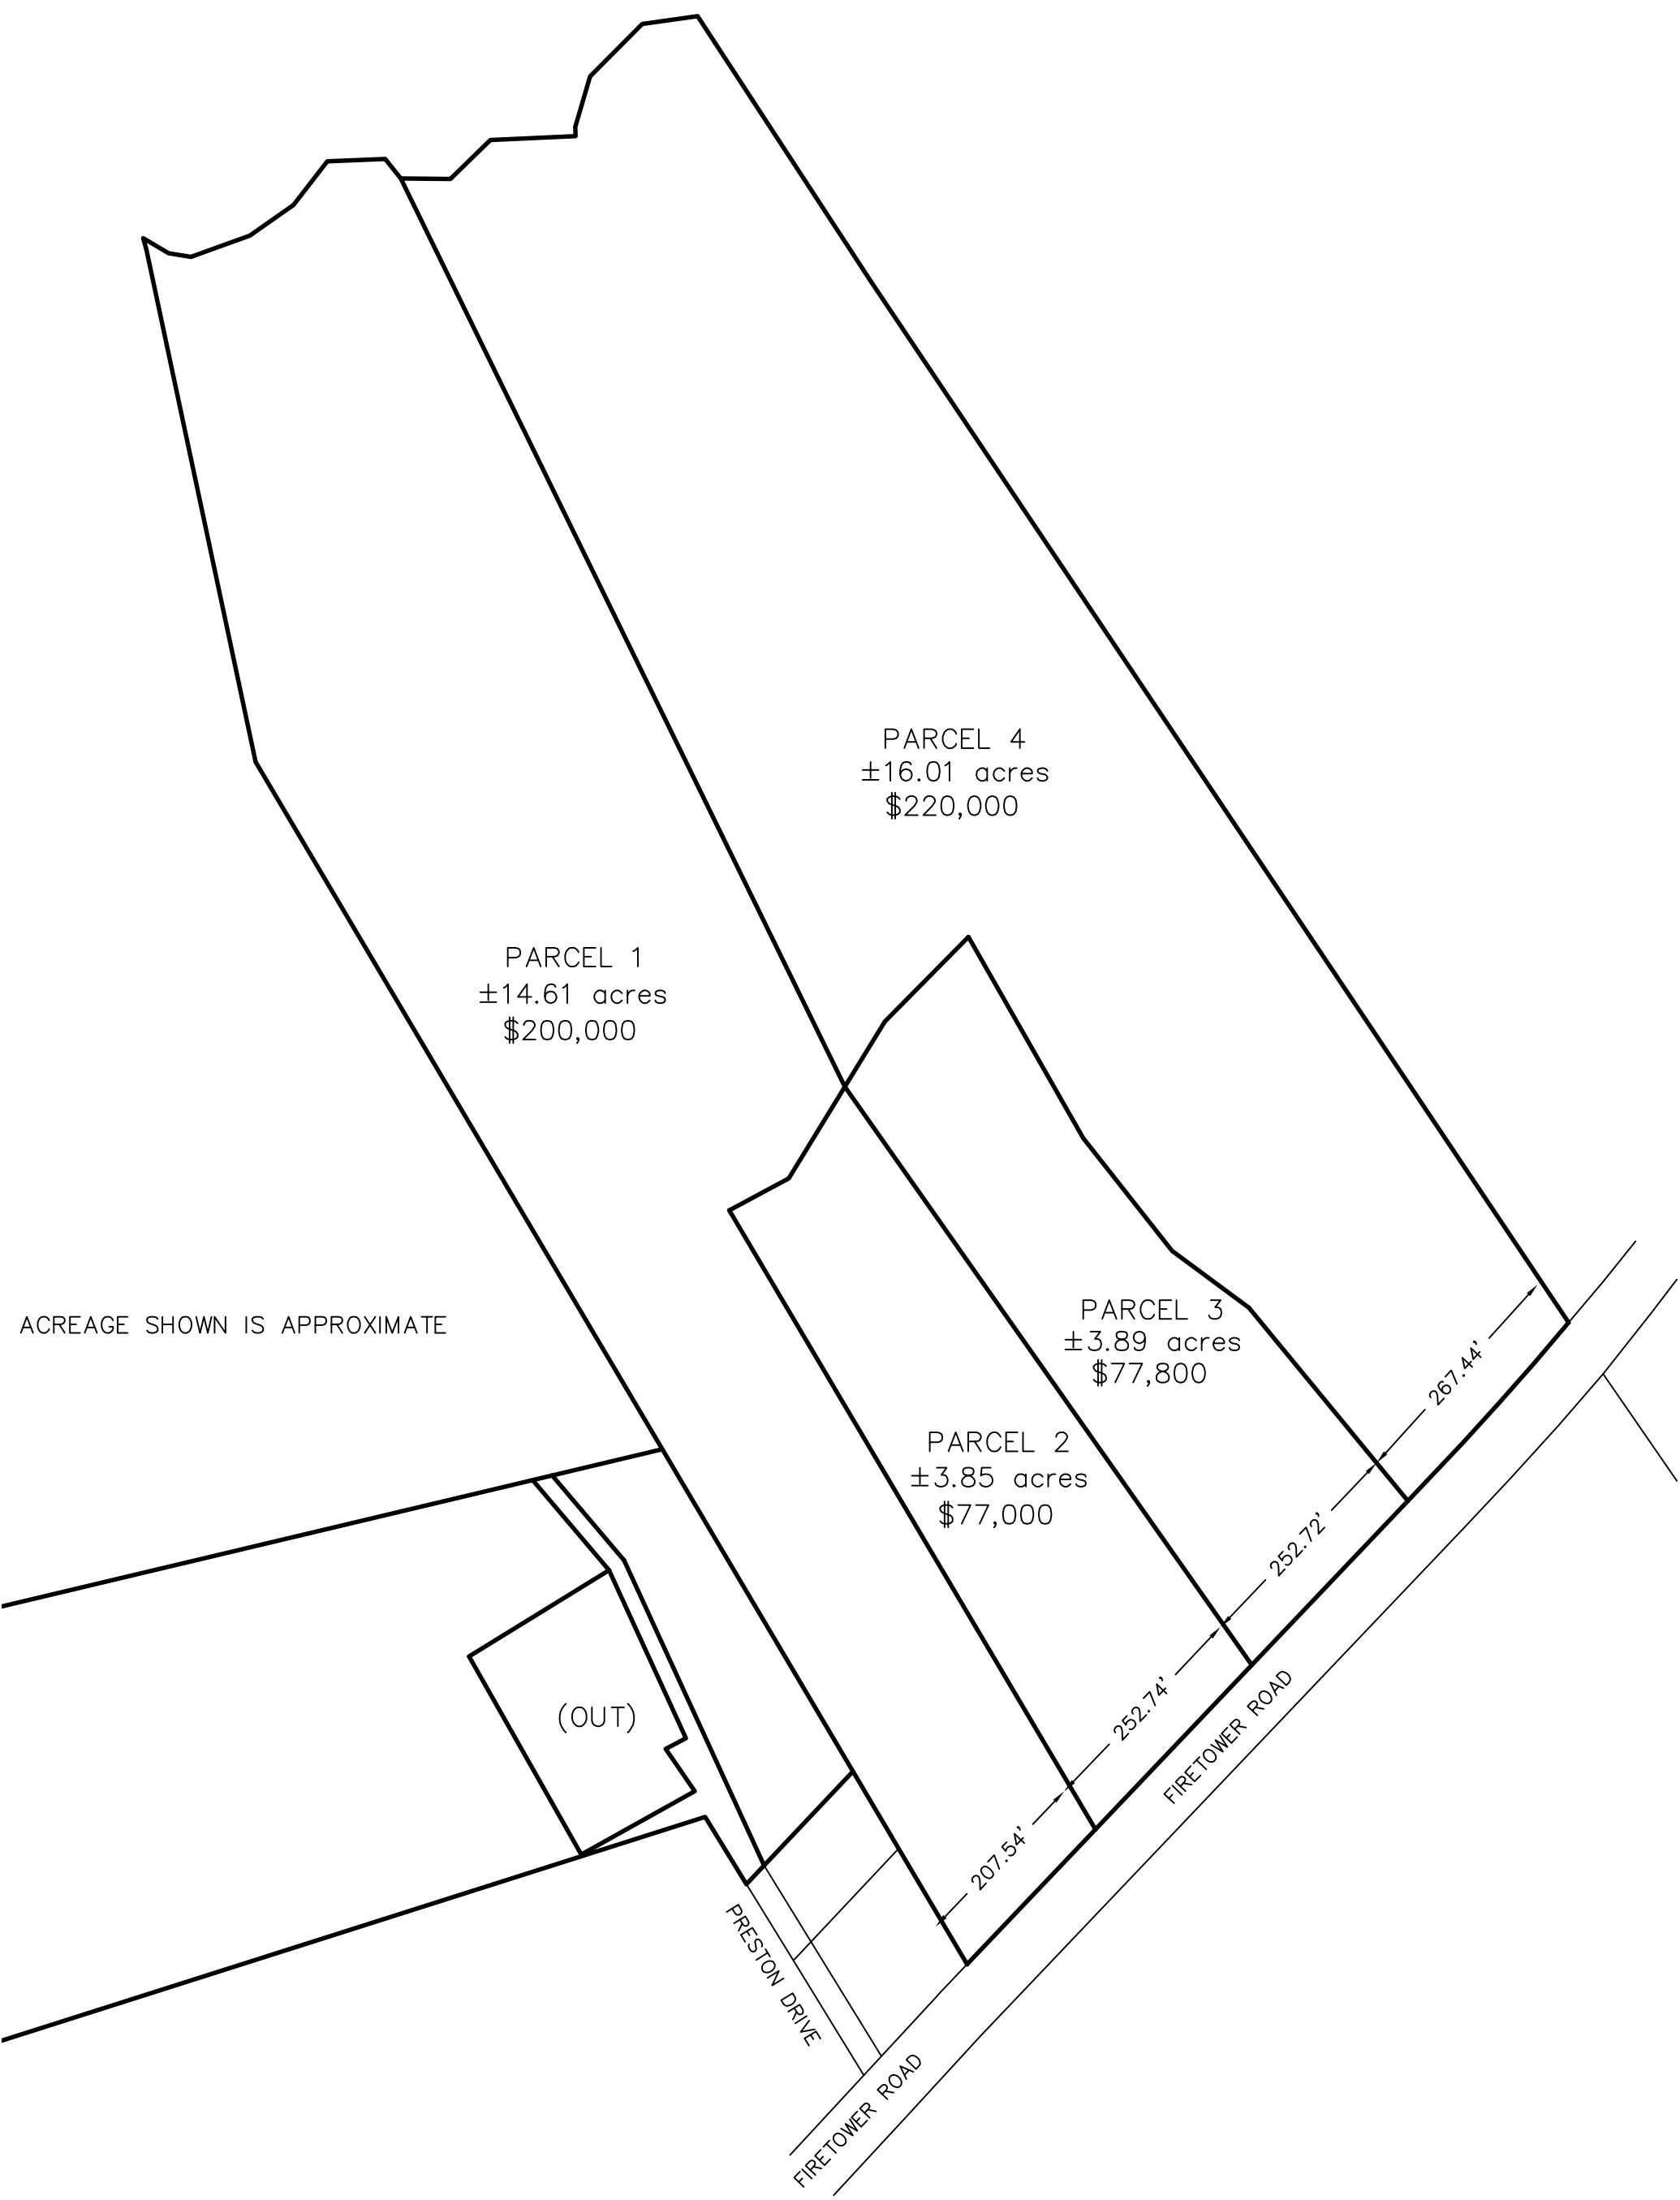 PARCEL 4
±16.01 acres
$220,000
PARCEL 1
±14.61 acres
$200,000
PARCEL 3
±3.89 acres
$77,800
ACREAGE SHOWN IS APPROXIMATE
267.44'
PARCEL 2
±3.85 acres
$77,000
252.72'
(OUT)
252.74'
FIRETOWER ROAD
207.54'
PRESTON DRIVE
FIRETOWER ROAD